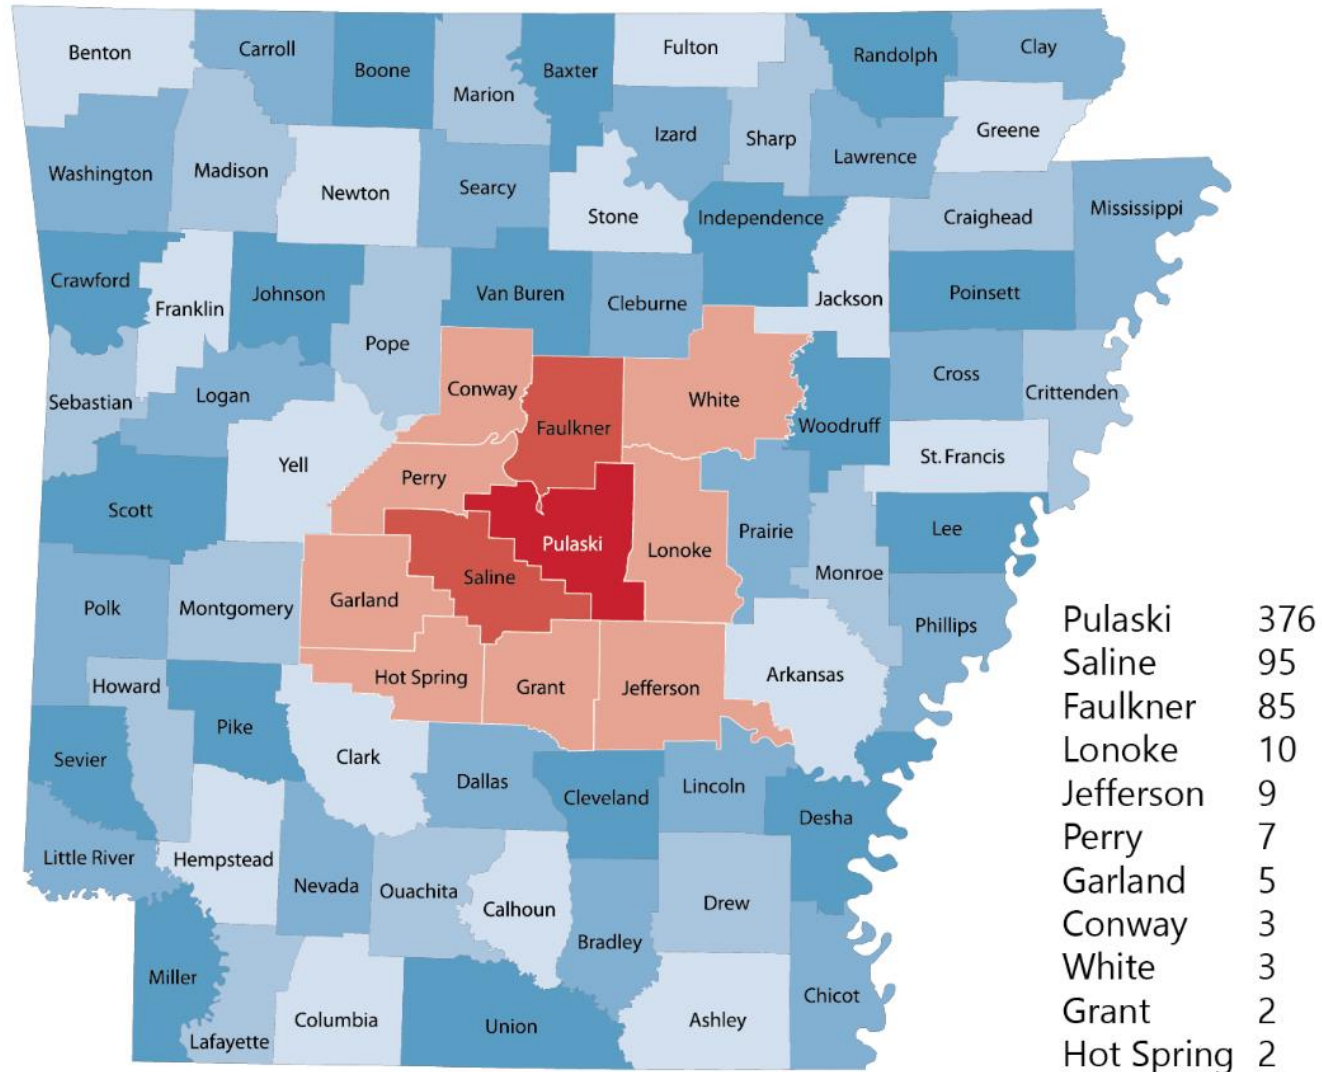 Benton
Carroll
Boone
Marion
Baxter
Fulton
Randolph
Clay
Washington
Madison
Newton
Searcy
Stone
Izard
Sharp
Lawrence
Greene
Independence
Craighead
Mississippi
Crawford
Franklin
Johnson
Pope
Van Buren
Cleburne
Jackson
Poinsett
Sebastian
Logan
Conway
Faulkner
White
Woodruff
Cross
Crittenden
Yell
Perry
St. Francis
Scott
Pulaski
Lonoke
Prairie
Lee
Saline
Monroe
Polk
Montgomery
Garland
Phillips
Howard
Hot Spring
Grant
Jefferson
Arkansas
Pike
Sevier
Clark
Dallas
Cleveland
Lincoln
Desha
Little River
Hempstead
Nevada
Ouachita
Calhoun
Bradley
Drew
Miller
Lafayette
Columbia
Union
Ashley
Chicot
Pulaski 376
Saline 95
Faulkner 85
Lonoke 10
Jefferson 9
Perry 7
Garland 5
Conway 3
White 3
Grant 2
Hot Spring 2